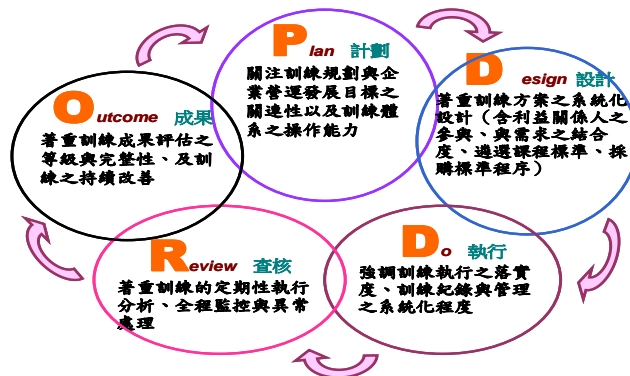 Plan 計劃
關注訓練規劃與企
業營運發展目標之
關連性以及訓練體
系之操作能力
Design 設計
著重訓練方案之系統化
設計（含利益關係人之
參與、與需求之結合
度、遴選課程標準、採
購標準程序）
Do 執行
強調訓練執行之落實
度、訓練紀錄與管理
之系統化程度
Review 查核
著重訓練的定期性執行
分析、全程監控與異常
處理
Outcome 成果
著重訓練成果評估之
等級與完整性、及訓
練之持續改善